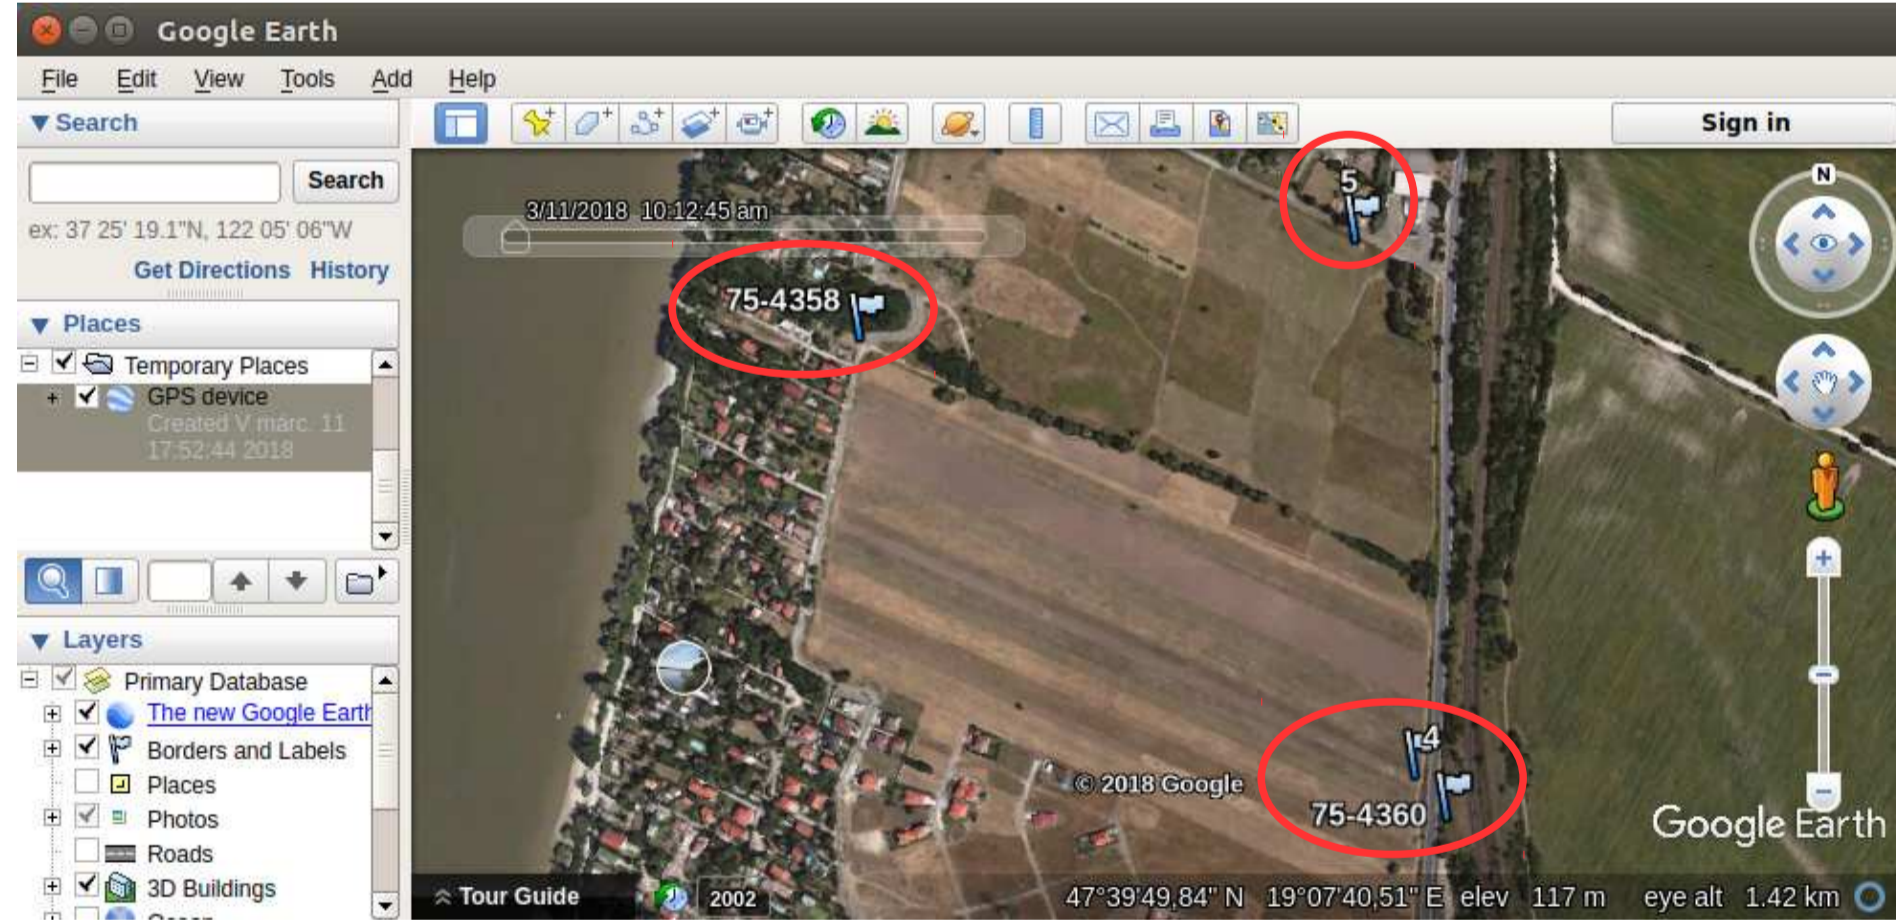 Google Earth
File Edit View Tools Add Help
Search
Sign in
Search
ex: 37 25' 19.1"N, 122 05' 06"W
Get Directions History
Places
Temporary Places
GPS device
Created V marc. 11
17:52:44 2018
Layers
Primary Database
The new Google Earth
Borders and Labels
Places
Photos
Roads
3D Buildings
3/11/2018 10:12:45 am
N
5
75-4358
4
© 2018 Google
75-4360
Google Earth
Tour Guide
2002
47°39'49,84" N 19°07'40,51" E elev 117 m eye alt 1.42 km